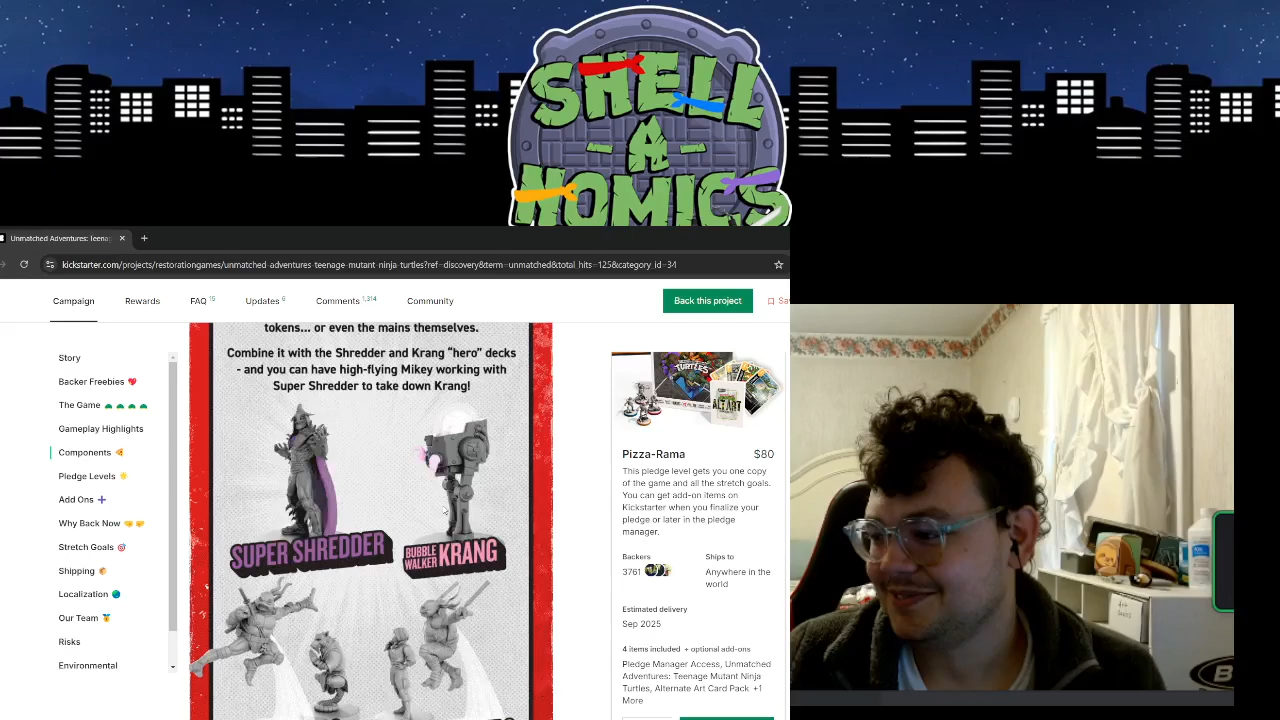 SHELL
-A-
NOMICS
Unmatched Adventures: Teenag
kickstarter.com/projects/restorationgames/unmatched-adventures-teenage-mutant-ninja-turtles?ref=discovery&term=unmatched&total_hits=125&category_id=34
Campaign
Rewards
FAQ 15
Updates 6
Comments 1,314
Community
Back this project
Sa
tokens... or even the mains themselves.
Combine it with the Shredder and Krang “hero” decks
- and you can have high-flying Mikey working with
Super Shredder to take down Krang!
SUPER SHREDDER
BUBBLE
WALKER KRANG
Story
Backer Freebies
The Game
Gameplay Highlights
Components
Pledge Levels
Add Ons
Why Back Now
Stretch Goals
Shipping
Localization
Our Team
Risks
Environmental
TURTLES
ALT ART
Pizza-Rama $80
This pledge level gets you one copy
of the game and all the stretch goals.
You can get add-on items on
Kickstarter when you finalize your
pledge or later in the pledge
manager.
Backers
3761
Ships to
Anywhere in the
world
Estimated delivery
Sep 2025
4 items included + optional add-ons
Pledge Manager Access, Unmatched
Adventures: Teenage Mutant Ninja
Turtles, Alternate Art Card Pack +1
More